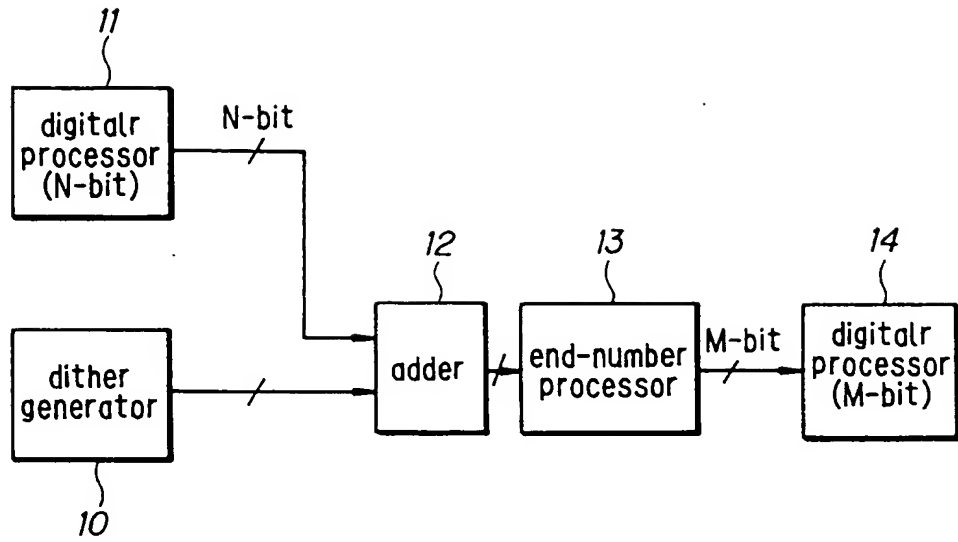 11
digitalr
processor
(N-bit)
N-bit
dither
generator
10
12
adder
13
end-number
processor
M-bit
14
digitalr
processor
(M-bit)